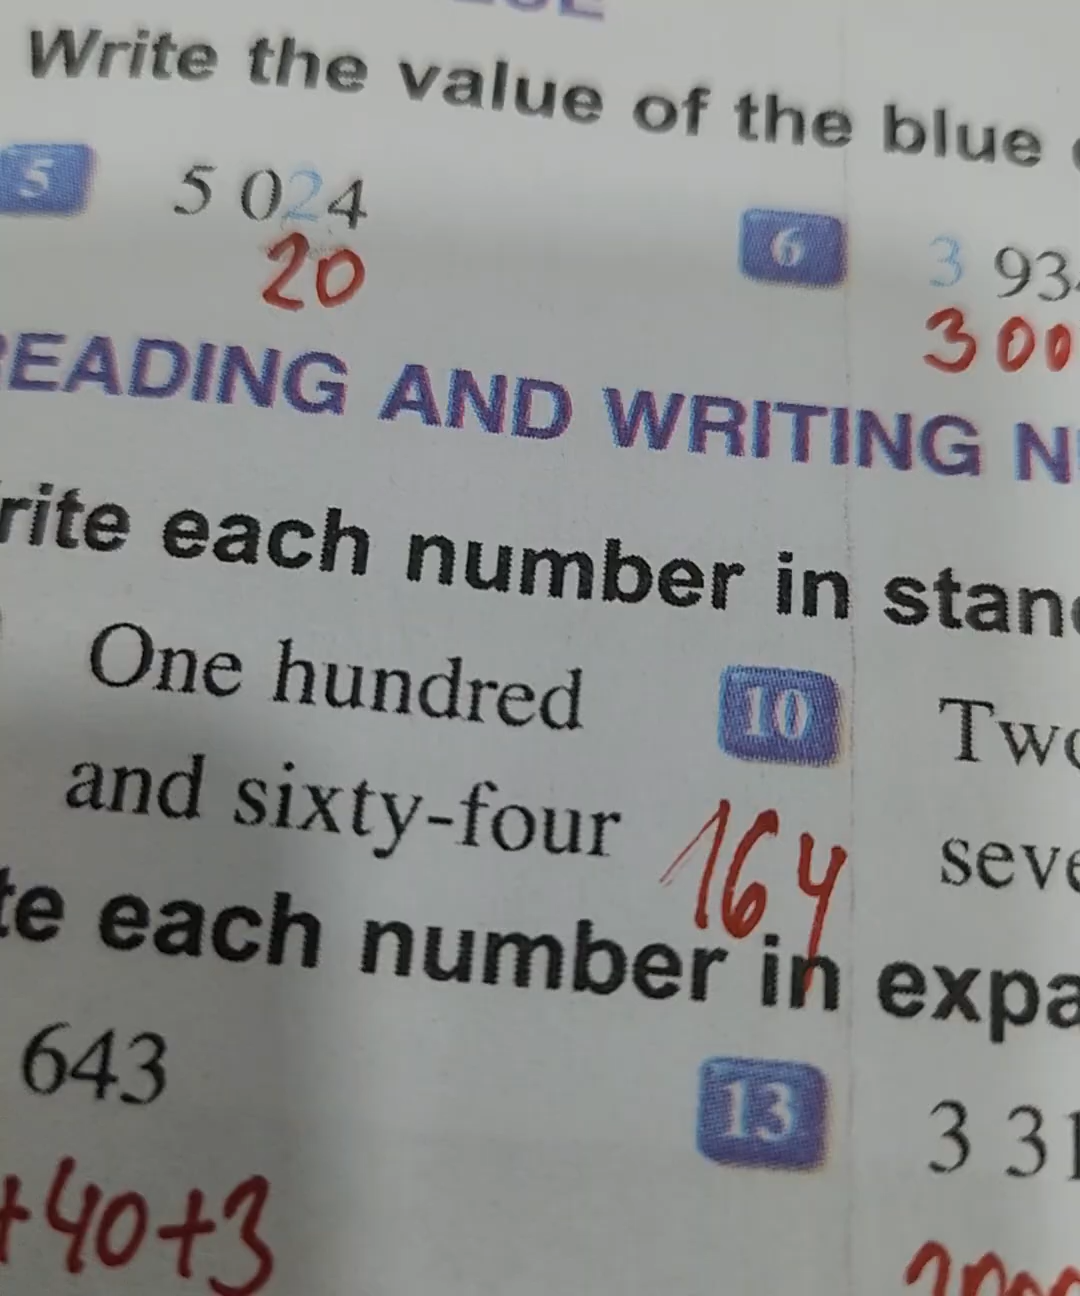 Write the value of the blue
5 5 024 6 3 93
20 300
EADING AND WRITING N
rite each number in stan
One hundred 10 Two
and sixty-four 164 seve
te each number in expa
643 13 3 31
+40+3